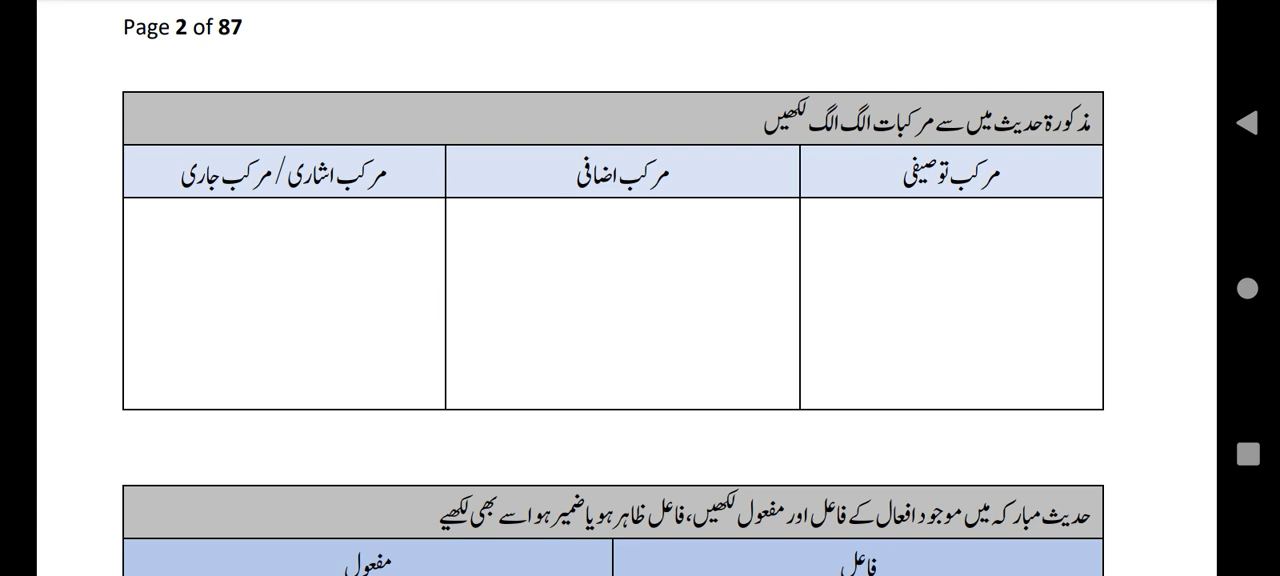 Page 2 of 87
مذکورۃ حدیث میں سے مرکبات الگ الگ لکھیں
مرکب توصیفی
مرکب اضافی
مرکب اشاری / مرکب جاری
حدیث مبارکہ میں موجود افعال کے فاعل اور مفعول لکھیں، فاعل ظاہر ہو یا ضمیر ہو اسے بھی لکھیے
فاعل
مفعول